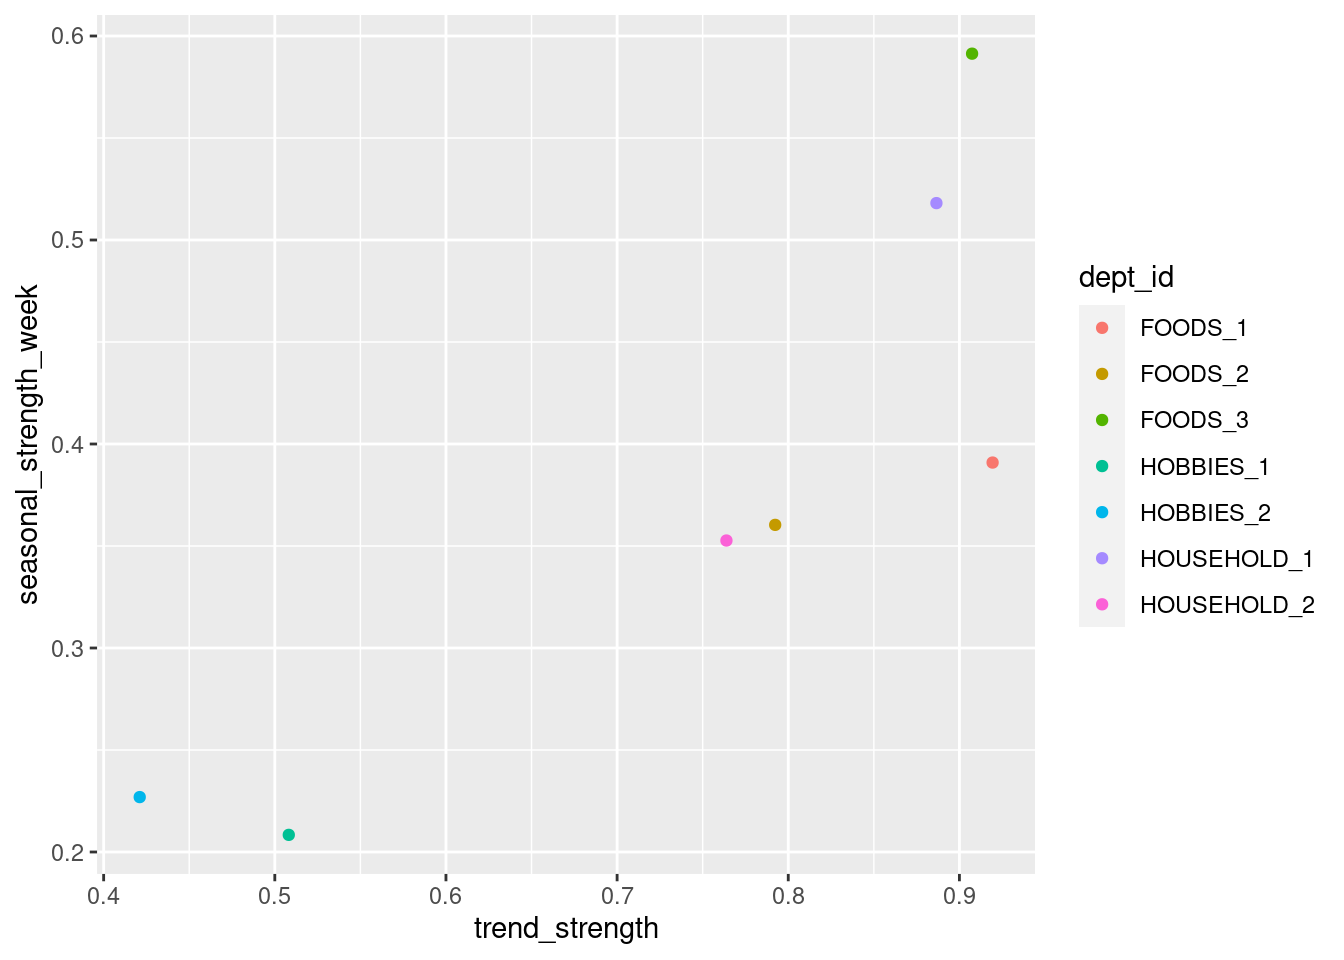 seasonal_strength_week
0.6
0.5
0.4
0.3
0.2
0.4 0.5 0.6 0.7 0.8 0.9
trend_strength
dept_id
FOODS_1
FOODS_2
FOODS_3
HOBBIES_1
HOBBIES_2
HOUSEHOLD_1
HOUSEHOLD_2